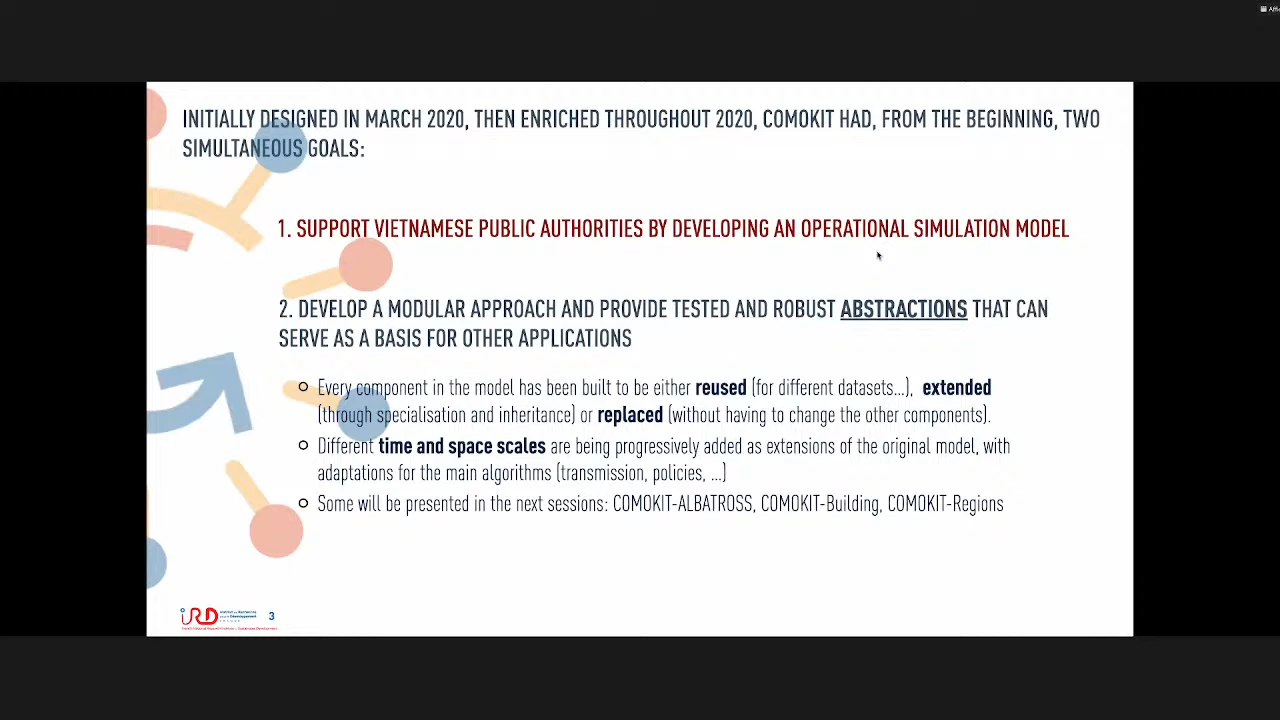 INITIALLY DESIGNED IN MARCH 2020, THEN ENRICHED THROUGHOUT 2020, COMOKIT HAD, FROM THE BEGINNING, TWO
SIMULTANEOUS GOALS:
1. SUPPORT VIETNAMESE PUBLIC AUTHORITIES BY DEVELOPING AN OPERATIONAL SIMULATION MODEL
2. DEVELOP A MODULAR APPROACH AND PROVIDE TESTED AND ROBUST ABSTRACTIONS THAT CAN
SERVE AS A BASIS FOR OTHER APPLICATIONS
Every component in the model has been built to be either reused (for different datasets...), extended
(through specialisation and inheritance) or replaced (without having to change the other components).
Different time and space scales are being progressively added as extensions of the original model, with
adaptations for the main algorithms (transmission, policies, ...)
Some will be presented in the next sessions: COMOKIT-ALBATROSS, COMOKIT-Building, COMOKIT-Regions
IRD
3